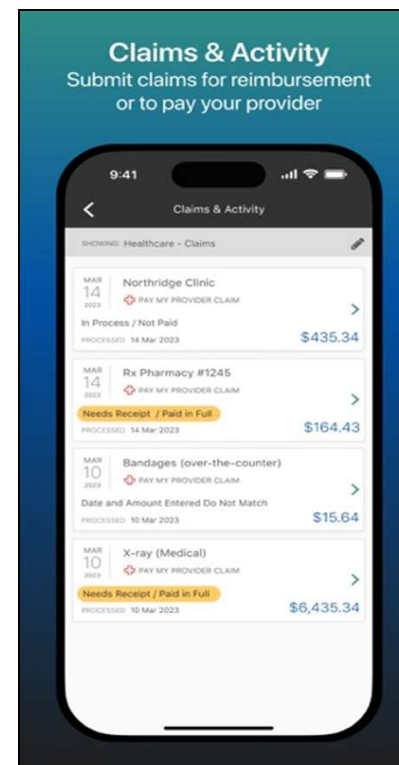 Claims & Activity
Submit claims for reimbursement
or to pay your provider
9:41
Claims & Activity
SHOWING: Healthcare - Claims
MAR
14
2023
Northridge Clinic
PAY MY PROVIDER CLAIM
In Process / Not Paid
PROCESSED 14 Mar 2023
$435.34
MAR
14
2023
Rx Pharmacy #1245
PAY MY PROVIDER CLAIM
Needs Receipt / Paid in Full
PROCESSED 14 Mar 2023
$164.43
MAR
10
2023
Bandages (over-the-counter)
PAY MY PROVIDER CLAIM
Date and Amount Entered Do Not Match
PROCESSED 10 Mar 2023
$15.64
MAR
10
2023
X-ray (Medical)
PAY MY PROVIDER CLAIM
Needs Receipt / Paid in Full
PROCESSED 10 Mar 2023
$6,435.34